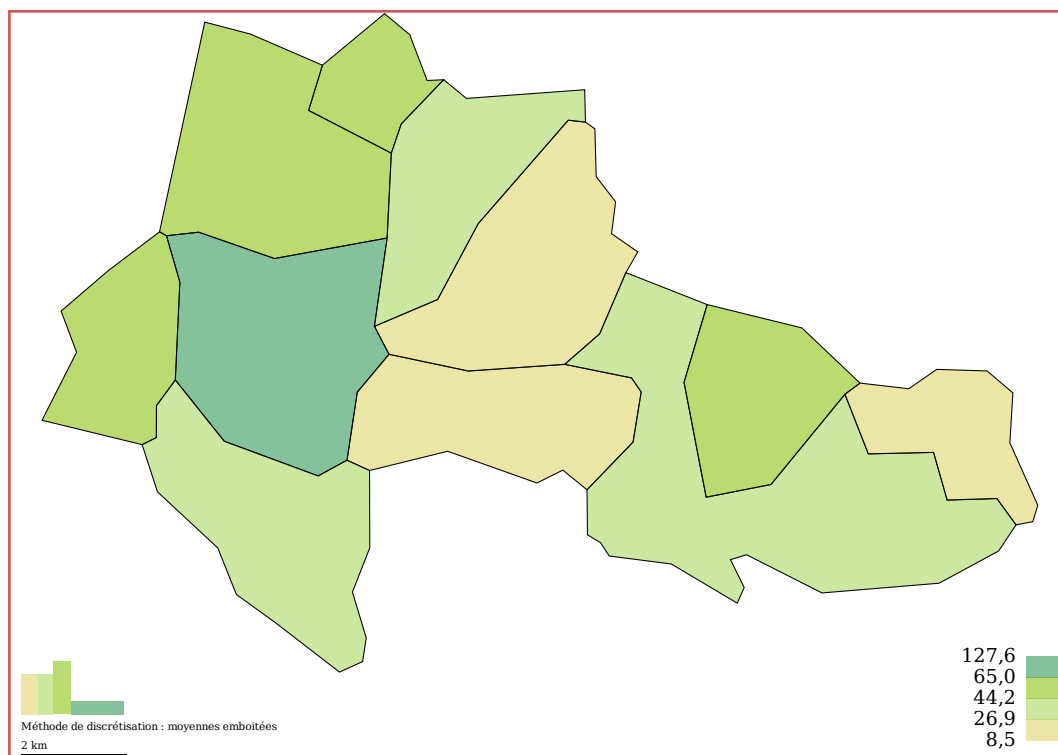 127,6
65,0
44,2
26,9
8,5
Méthode de discrétisation : moyennes emboitées
2 km